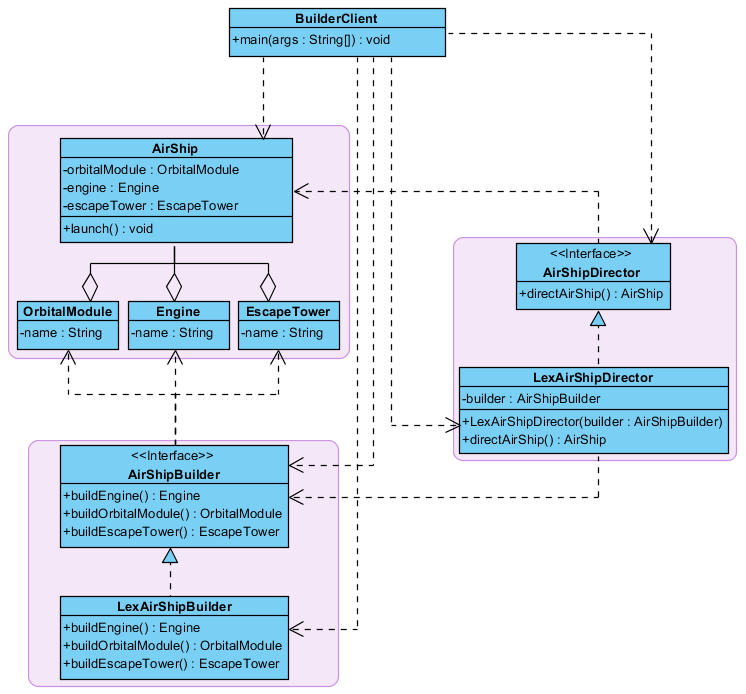 BuilderClient
+main(args : String[]) : void
AirShip
-orbitalModule : OrbitalModule
-engine : Engine
-escapeTower : EscapeTower
+launch() : void
OrbitalModule
-name : String
Engine
-name : String
EscapeTower
-name : String
<<Interface>>
AirShipDirector
+directAirShip() : AirShip
LexAirShipDirector
-builder : AirShipBuilder
+LexAirShipDirector(builder : AirShipBuilder)
+directAirShip() : AirShip
<<Interface>>
AirShipBuilder
+buildEngine() : Engine
+buildOrbitalModule() : OrbitalModule
+buildEscapeTower() : EscapeTower
LexAirShipBuilder
+buildEngine() : Engine
+buildOrbitalModule() : OrbitalModule
+buildEscapeTower() : EscapeTower